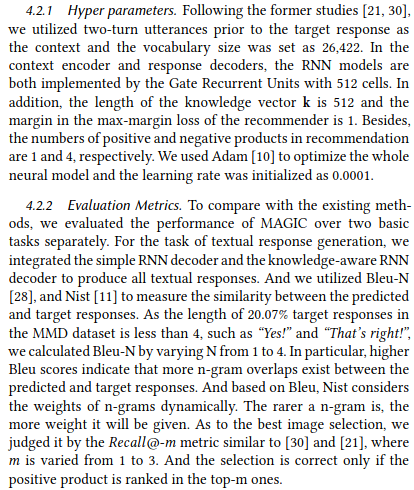 4.2.1 Hyper parameters. Following the former studies [21, 30],
we utilized two-turn utterances prior to the target response as
the context and the vocabulary size was set as 26,422. In the
context encoder and response decoders, the RNN models are
both implemented by the Gate Recurrent Units with 512 cells. In
addition, the length of the knowledge vector k is 512 and the
margin in the max-margin loss of the recommender is 1. Besides,
the numbers of positive and negative products in recommendation
are 1 and 4, respectively. We used Adam [10] to optimize the whole
neural model and the learning rate was initialized as 0.0001.
4.2.2 Evaluation Metrics. To compare with the existing meth-
ods, we evaluated the performance of MAGIC over two basic
tasks separately. For the task of textual response generation, we
integrated the simple RNN decoder and the knowledge-aware RNN
decoder to produce all textual responses. And we utilized Bleu-N
[28], and Nist [11] to measure the similarity between the predicted
and target responses. As the length of 20.07% target responses in
the MMD dataset is less than 4, such as “Yes!” and “That’s right!”,
we calculated Bleu-N by varying N from 1 to 4. In particular, higher
Bleu scores indicate that more n-gram overlaps exist between the
predicted and target responses. And based on Bleu, Nist considers
the weights of n-grams dynamically. The rarer a n-gram is, the
more weight it will be given. As to the best image selection, we
judged it by the Recall@-m metric similar to [30] and [21], where
m is varied from 1 to 3. And the selection is correct only if the
positive product is ranked in the top-m ones.